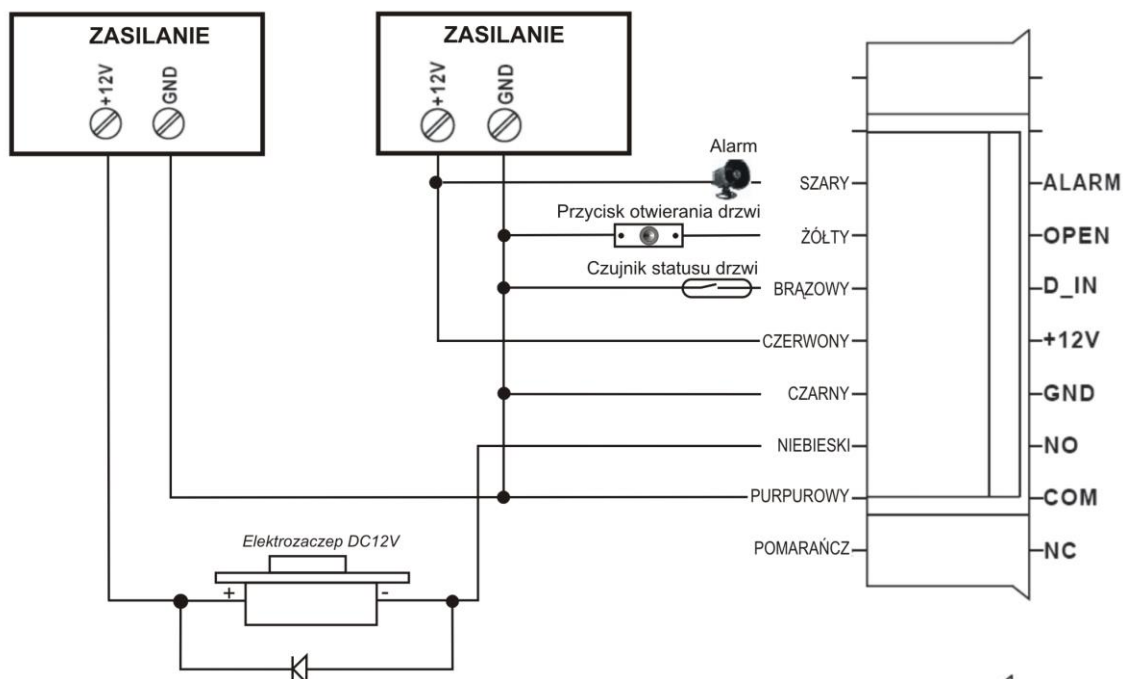 ZASILANIE
+12V
GND
ZASILANIE
+12V
GND
Alarm
SZARY
ALARM
Przycisk otwierania drzwi
ŻÓŁTY
OPEN
Czujnik statusu drzwi
BRĄZOWY
D_IN
CZERWONY
+12V
CZARNY
GND
NIEBIESKI
NO
PURPUROWY
COM
Elektrozaczep DC12V
POMARAŃCZ
NC
+
-